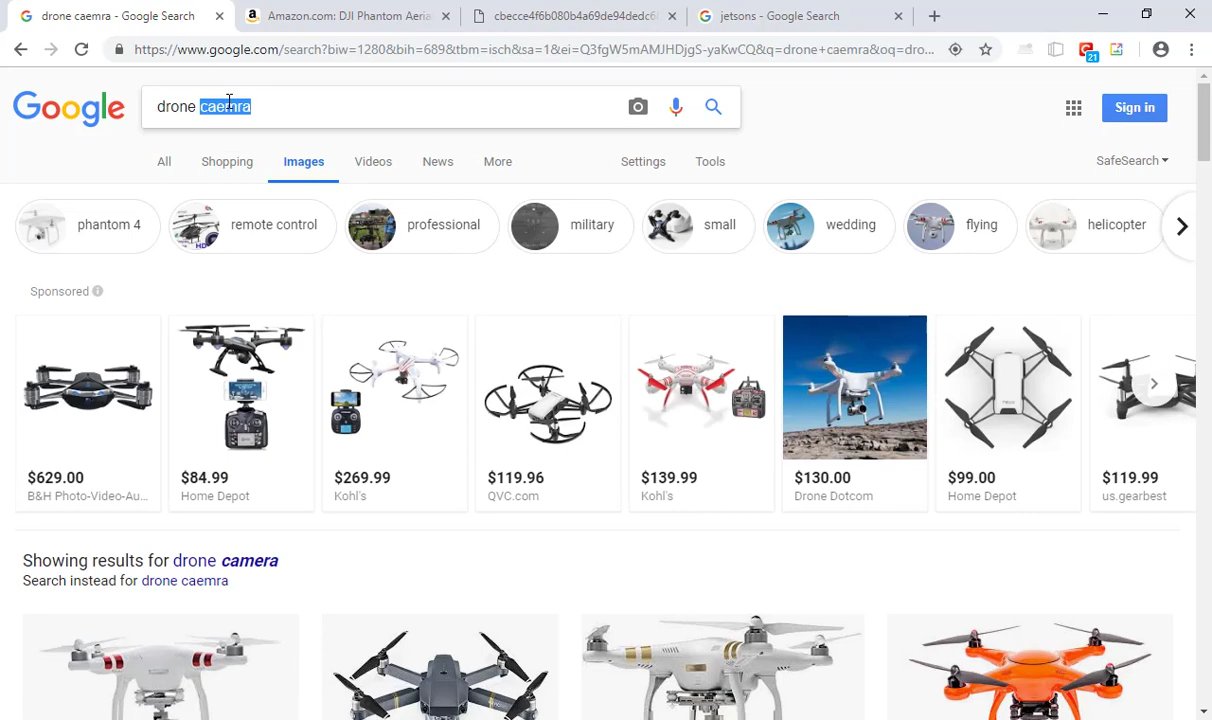 drone caemra - Google Search
Amazon.com: DJI Phantom Aeria
cbecce4f6b080b4a69de94dedc6
jetsons - Google Search
https://www.google.com/search?biw=1280&bih=689&tbm=isch&sa=1&ei=Q3fgW5mAMJHDjgS-yaKwCQ&q=drone+caemra&oq=dro...
21
Google
drone caemra
Sign in
All
Shopping
Images
Videos
News
More
Settings
Tools
SafeSearch
phantom 4
remote control
professional
military
small
wedding
flying
helicopter
Sponsored
$629.00
B&H Photo-Video-Au...
$84.99
Home Depot
$269.99
Kohl's
$119.96
QVC.com
$139.99
Kohl's
$130.00
Drone Dotcom
$99.00
Home Depot
$119.99
us.gearbest
Showing results for drone camera
Search instead for drone caemra